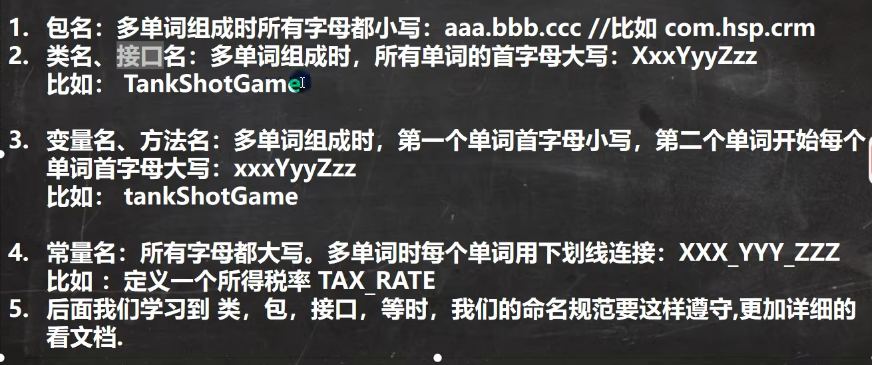 1. 包名：多单词组成时所有字母都小写：aaa.bbb.ccc //比如 com.hsp.crm
2. 类名、接口名：多单词组成时，所有单词的首字母大写：XxxYyyZzz
比如： TankShotGame
3. 变量名、方法名：多单词组成时，第一个单词首字母小写，第二个单词开始每个
单词首字母大写：xxxYyyZzz
比如： tankShotGame
4. 常量名：所有字母都大写。多单词时每个单词用下划线连接：XXX_YYY_ZZZ
比如 ：定义一个所得税率 TAX_RATE
5. 后面我们学习到 类，包，接口，等时，我们的命名规范要这样遵守,更加详细的
看文档.